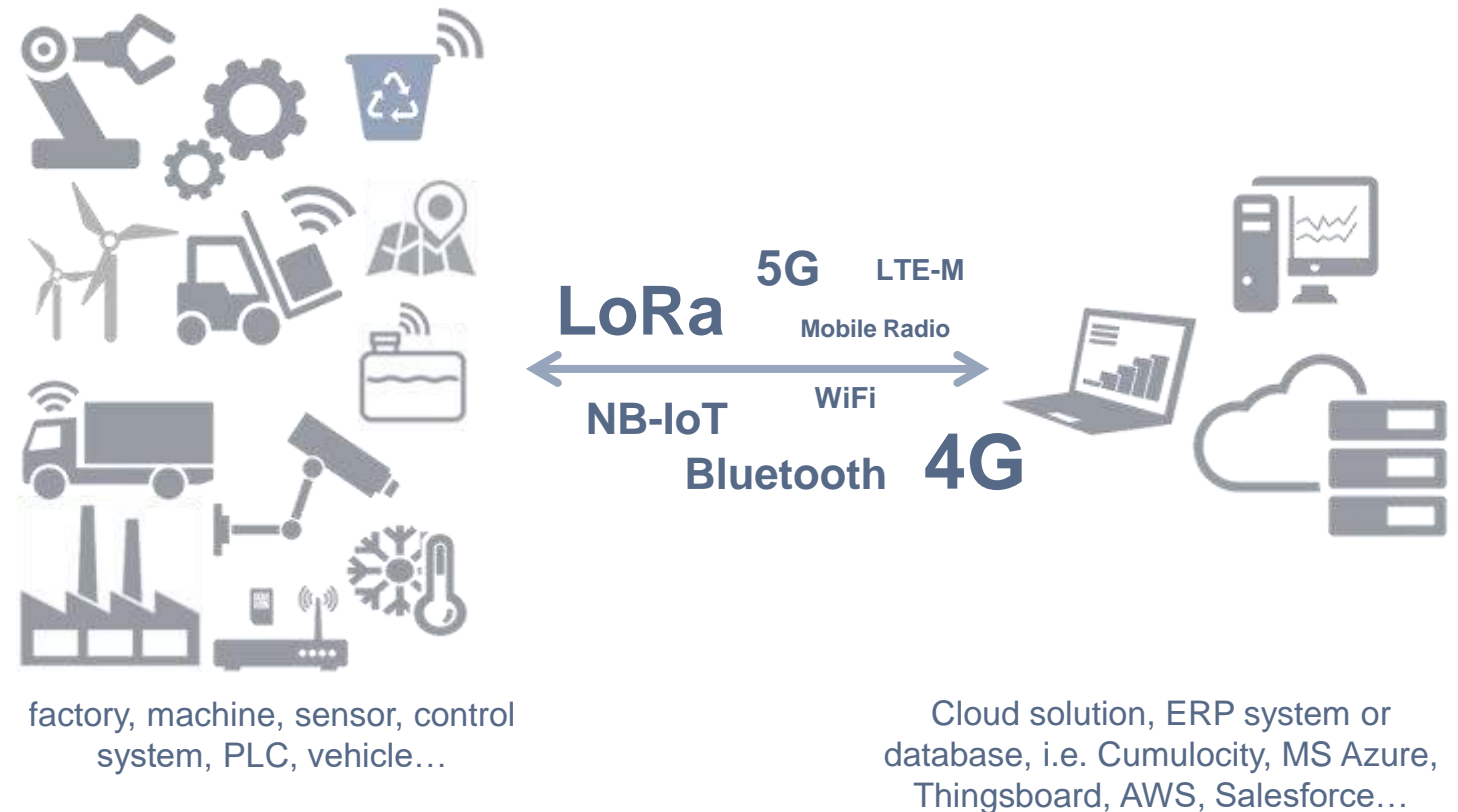 5G
LTE-M
LoRa
Mobile Radio
WiFi
NB-IoT
Bluetooth
4G
factory, machine, sensor, control
system, PLC, vehicle…
Cloud solution, ERP system or
database, i.e. Cumulocity, MS Azure,
Thingsboard, AWS, Salesforce…